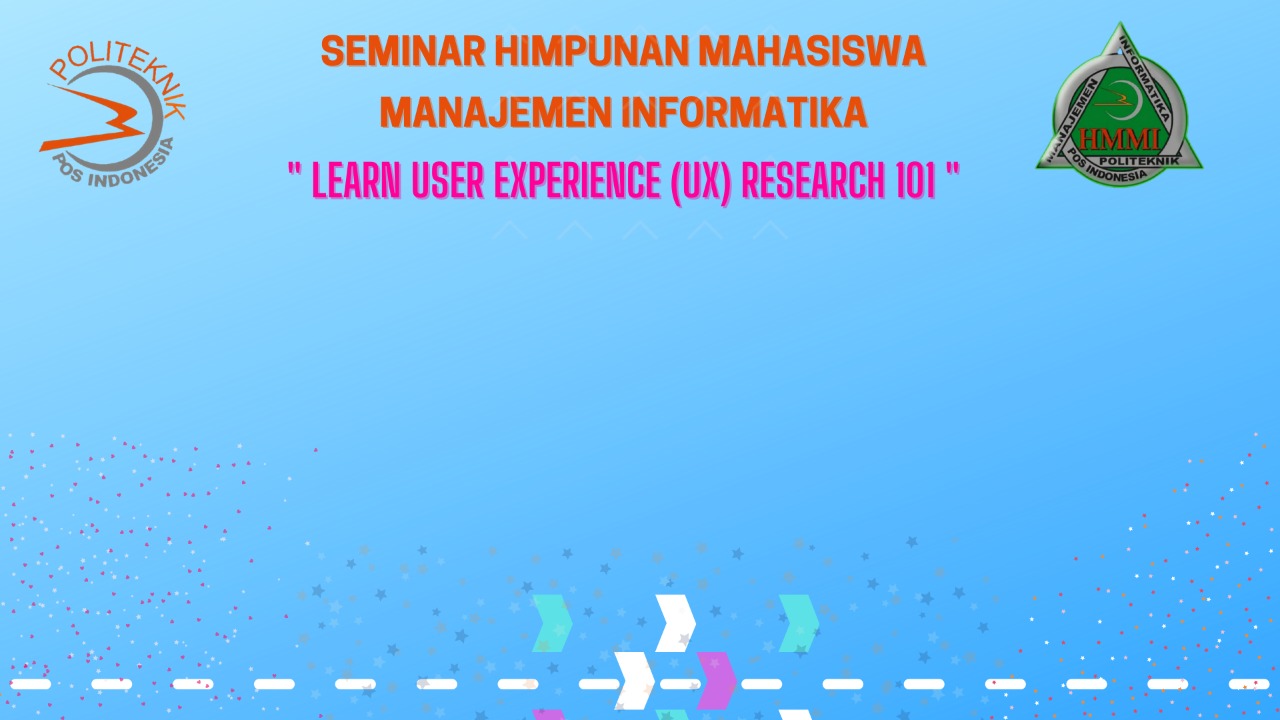 POLITEKNIK
POS INDONESIA
SEMINAR HIMPUNAN MAHASISWA
MANAJEMEN INFORMATIKA
" LEARN USER EXPERIENCE (UX) RESEARCH 101 "
MANAJEMEN
INFORMATIKA
HMMI
POLITEKNIK
POS INDONESIA